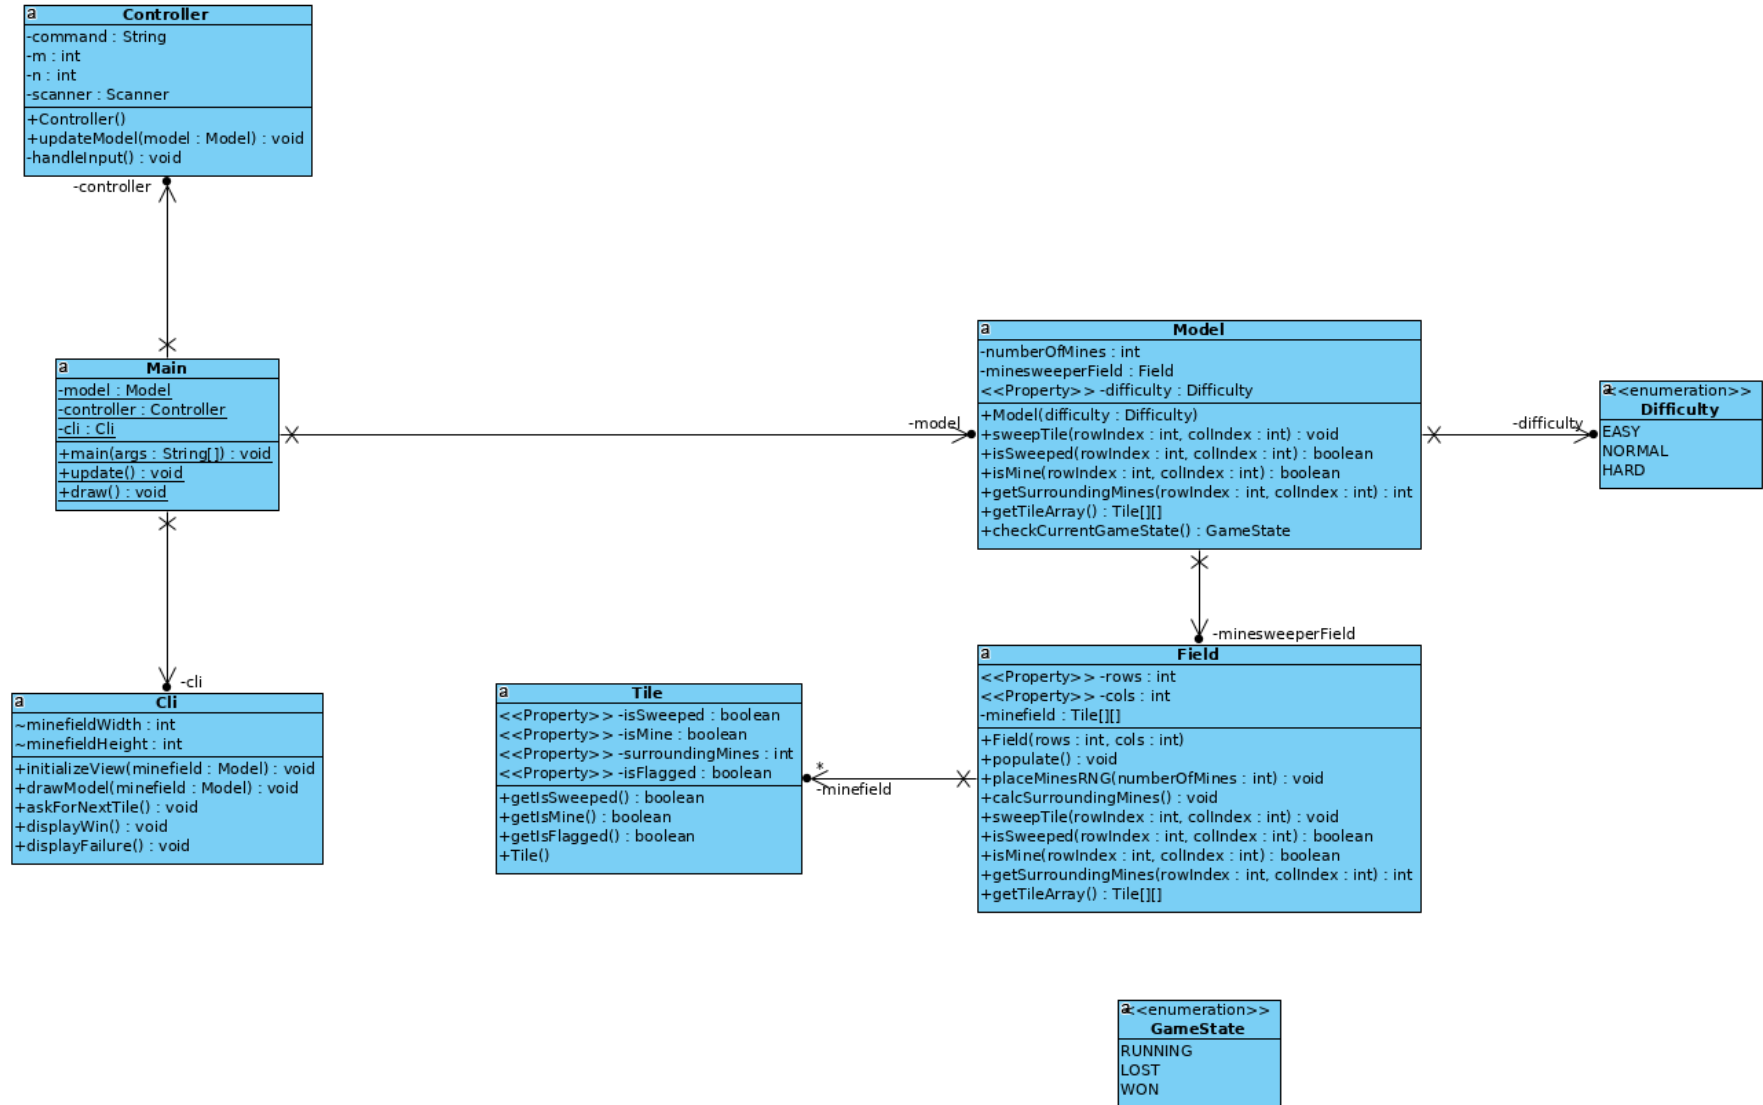 a
Controller
-command : String
-m : int
-n : int
-scanner : Scanner
+Controller()
+updateModel(model : Model) : void
-handleInput() : void
-controller
a
Main
-model : Model
-controller : Controller
-cli : Cli
+main(args : String[]) : void
+update() : void
+draw() : void
-model
a
Model
-numberOfMines : int
-minesweeperField : Field
<<Property>> -difficulty : Difficulty
+Model(difficulty : Difficulty)
+sweepTile(rowIndex : int, colIndex : int) : void
+isSweeped(rowIndex : int, colIndex : int) : boolean
+isMine(rowIndex : int, colIndex : int) : boolean
+getSurroundingMines(rowIndex : int, colIndex : int) : int
+getTileArray() : Tile[][]
+checkCurrentGameState() : GameState
-difficulty
a
<<enumeration>>
Difficulty
EASY
NORMAL
HARD
-cli
a
Cli
~minefieldWidth : int
~minefieldHeight : int
+initializeView(minefield : Model) : void
+drawModel(minefield : Model) : void
+askForNextTile() : void
+displayWin() : void
+displayFailure() : void
a
Tile
<<Property>> -isSweeped : boolean
<<Property>> -isMine : boolean
<<Property>> -surroundingMines : int
<<Property>> -isFlagged : boolean
+getIsSweeped() : boolean
+getIsMine() : boolean
+getIsFlagged() : boolean
+Tile()
*
-minefield
-minesweeperField
a
Field
<<Property>> -rows : int
<<Property>> -cols : int
-minefield : Tile[][]
+Field(rows : int, cols : int)
+populate() : void
+placeMinesRNG(numberOfMines : int) : void
+calcSurroundingMines() : void
+sweepTile(rowIndex : int, colIndex : int) : void
+isSweeped(rowIndex : int, colIndex : int) : boolean
+isMine(rowIndex : int, colIndex : int) : boolean
+getSurroundingMines(rowIndex : int, colIndex : int) : int
+getTileArray() : Tile[][]
a
<<enumeration>>
GameState
RUNNING
LOST
WON